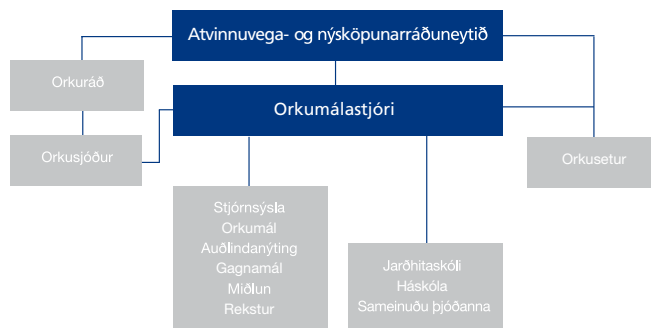 Atvinnuvega- og nýsköpunarráðuneytið
Orkuráð
Orkumálastjóri
Orkusjóður
Orkusetur
Stjórnsýsla
Orkumál
Auðlindanýting
Gagnamál
Miðlun
Rekstur
Jarðhitaskóli
Háskóla
Sameinuðu þjóðanna